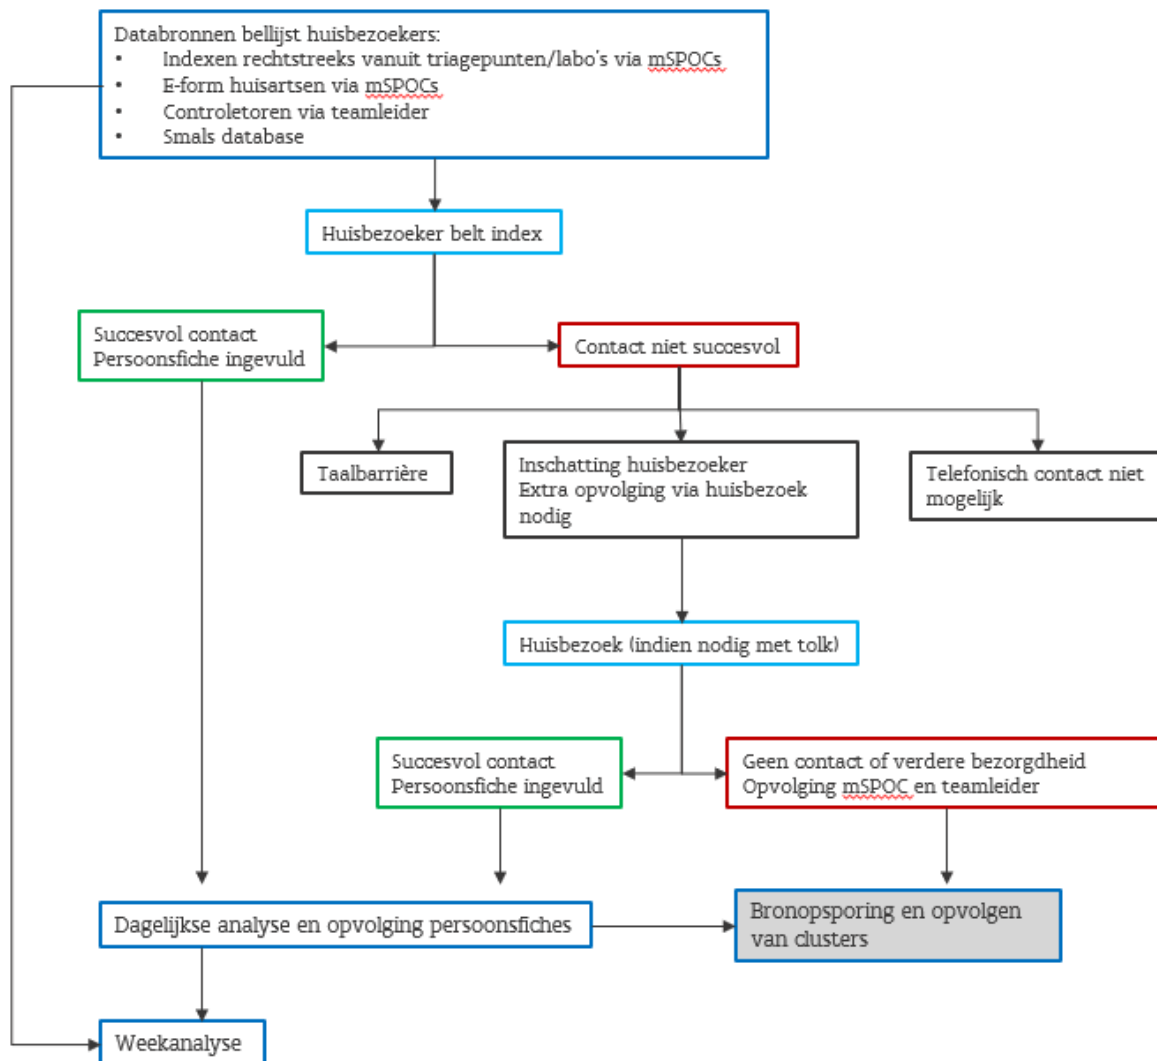 Databronnen bellijst huisbezoekers:
• Indexen rechtstreeks vanuit triagepunten/labo's via mSPOCs
• E-form huisartsen via mSPOCs
• Controletoren via teamleider
• Smals database
Huisbezoeker belt index
Succesvol contact
Persoonsfiche ingevuld
Contact niet succesvol
Taalbarrière
Inschatting huisbezoeker
Extra opvolging via huisbezoek
nodig
Telefonisch contact niet
mogelijk
Huisbezoek (indien nodig met tolk)
Succesvol contact
Persoonsfiche ingevuld
Geen contact of verdere bezorgdheid
Opvolging mSPOC en teamleider
Dagelijkse analyse en opvolging persoonsfiches
Bronopsporing en opvolgen
van clusters
Weekanalyse